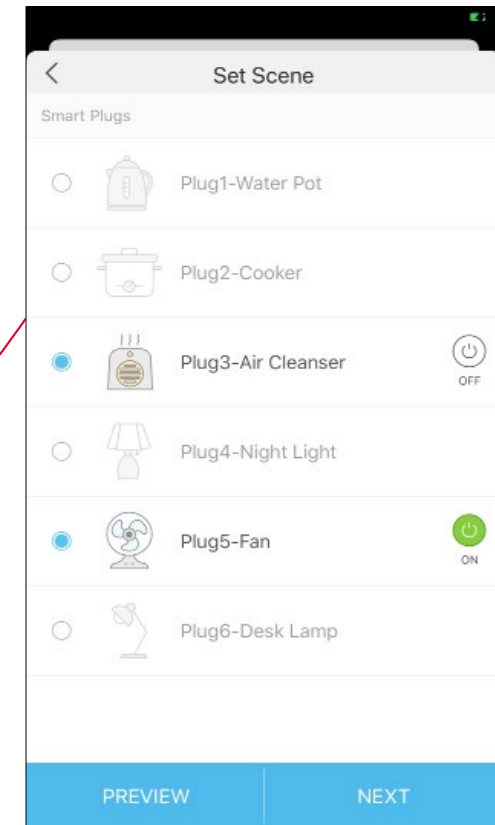 Set Scene
Smart Plugs
Plug1-Water Pot
Plug2-Cooker
Plug3-Air Cleanser
OFF
Plug4-Night Light
Plug5-Fan
ON
Plug6-Desk Lamp
PREVIEW NEXT